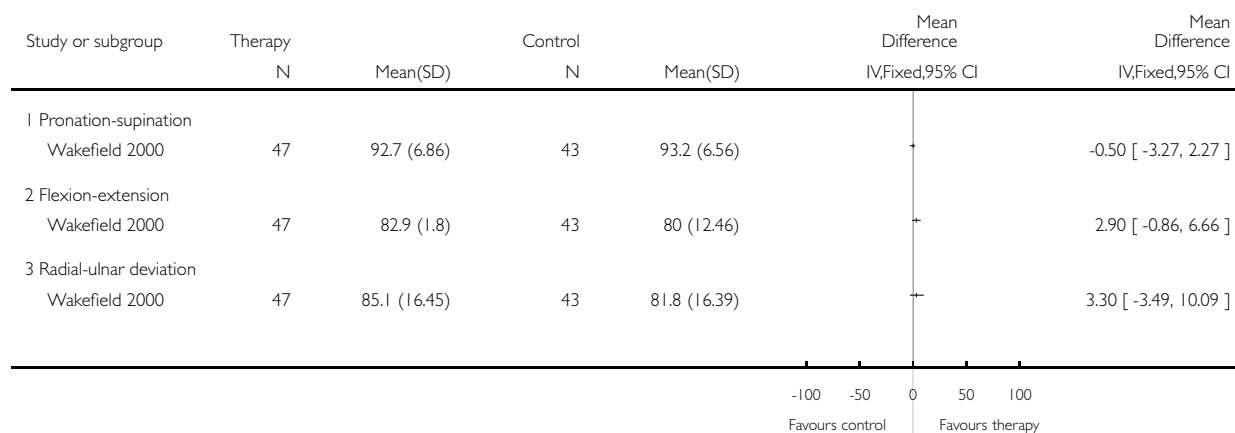 Study or subgroup Therapy Control Mean Difference Mean Difference
N Mean(SD) N Mean(SD) IV,Fixed,95% CI IV,Fixed,95% CI
1 Pronation-supination
Wakefield 2000 47 92.7 (6.86) 43 93.2 (6.56) -0.50 [ -3.27, 2.27 ]
2 Flexion-extension
Wakefield 2000 47 82.9 (1.8) 43 80 (12.46) 2.90 [ -0.86, 6.66 ]
3 Radial-ulnar deviation
Wakefield 2000 47 85.1 (16.45) 43 81.8 (16.39) 3.30 [ -3.49, 10.09 ]
-100 -50 0 50 100
Favours control Favours therapy